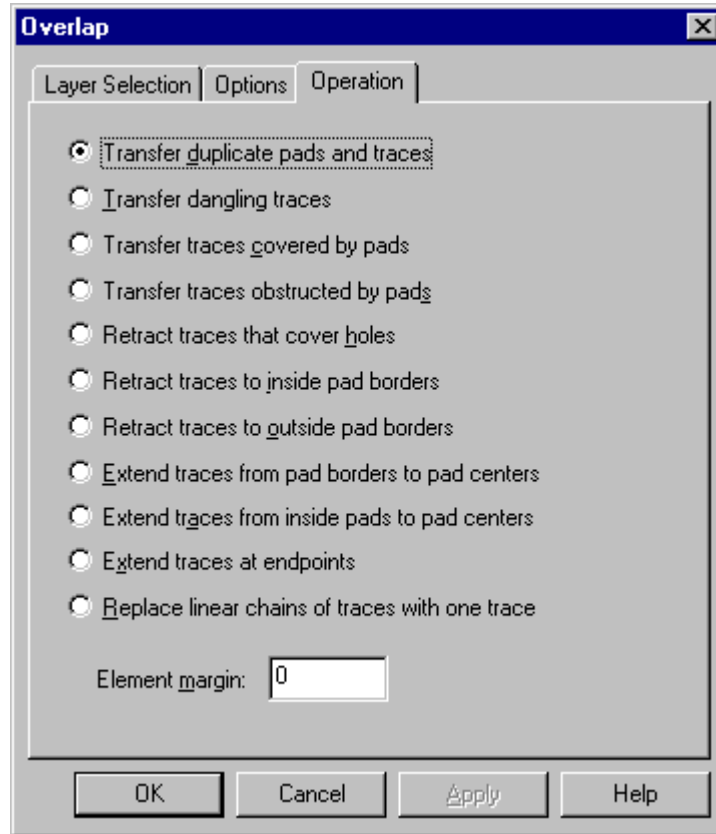 Overlap
Layer Selection Options Operation
Transfer duplicate pads and traces
Transfer dangling traces
Transfer traces covered by pads
Transfer traces obstructed by pads
Retract traces that cover holes
Retract traces to inside pad borders
Retract traces to outside pad borders
Extend traces from pad borders to pad centers
Extend traces from inside pads to pad centers
Extend traces at endpoints
Replace linear chains of traces with one trace
Element margin: 0
OK Cancel Apply Help